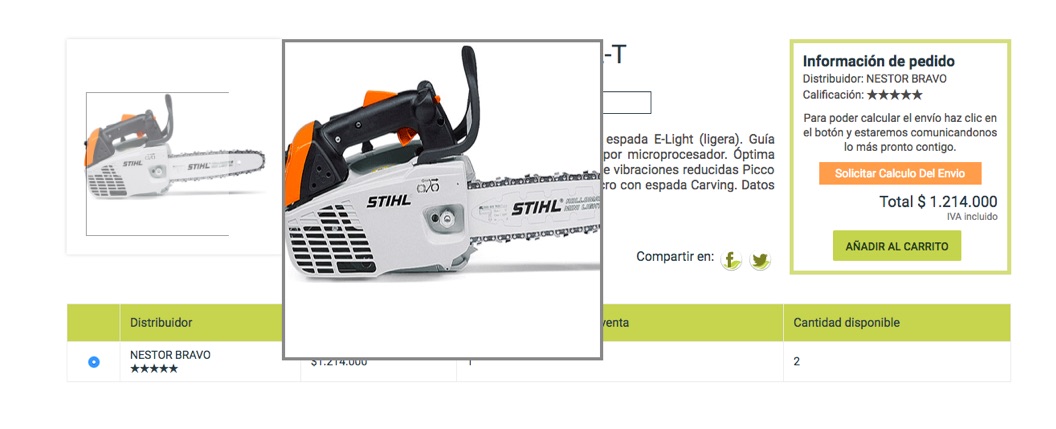 -T
espada E-Light (ligera). Guía
por microprocesador. Óptima
e vibraciones reducidas Picco
cro con espada Carving. Datos
Compartir en:
STIHL
STIHL
STIHL
STIHL
Información de pedido
Distribuidor: NESTOR BRAVO
Calificación: ★★★★★
Para poder calcular el envío haz clic en
el botón y estaremos comunicandonos
lo más pronto contigo.
Solicitar Calculo Del Envio
Total $ 1.214.000
IVA incluido
AÑADIR AL CARRITO
Distribuidor venta Cantidad disponible
NESTOR BRAVO $1.214.000 1 2
★★★★★